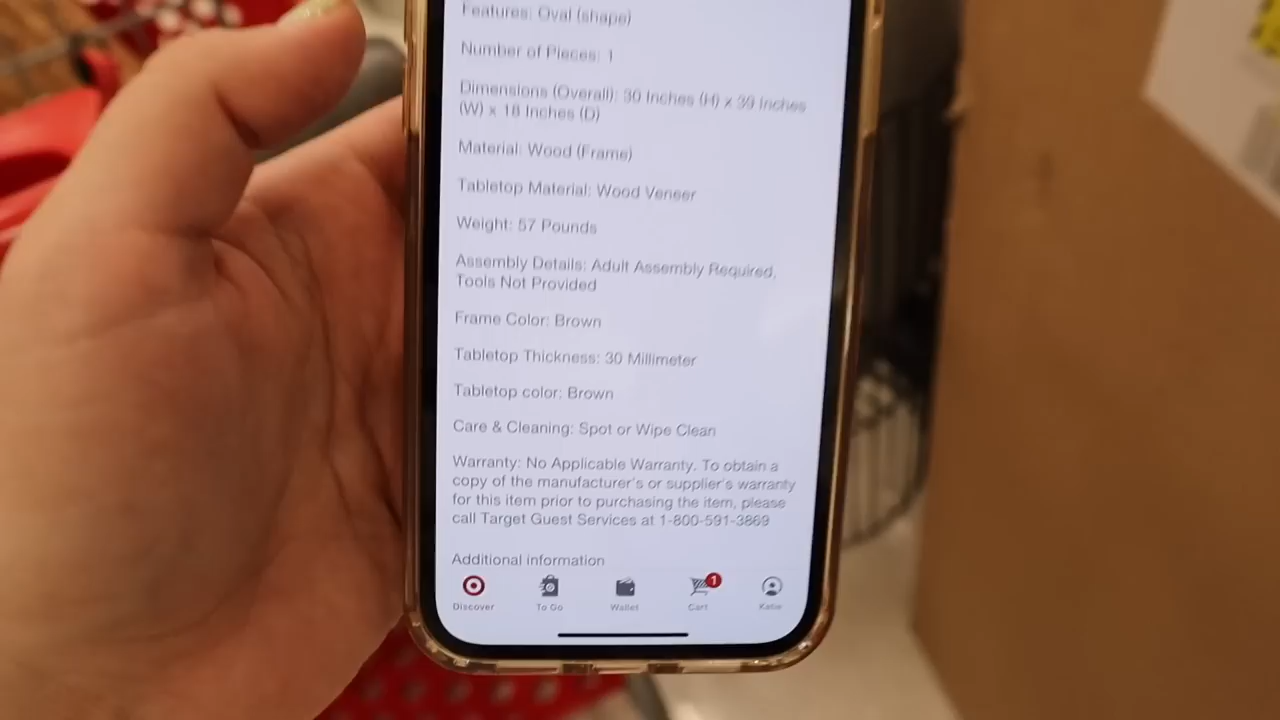 Features: Oval (shape)
Number of Pieces: 1
Dimensions (Overall): 30 Inches (H) x 39 Inches
(W) x 18 Inches (D)
Material: Wood (Frame)
Tabletop Material: Wood Veneer
Weight: 57 Pounds
Assembly Details: Adult Assembly Required,
Tools Not Provided
Frame Color: Brown
Tabletop Thickness: 30 Millimeter
Tabletop color: Brown
Care & Cleaning: Spot or Wipe Clean
Warranty: No Applicable Warranty. To obtain a
copy of the manufacturer's or supplier's warranty
for this item prior to purchasing the item, please
call Target Guest Services at 1-800-591-3869
Additional information
1
Discover To Go Wallet Cart Katie